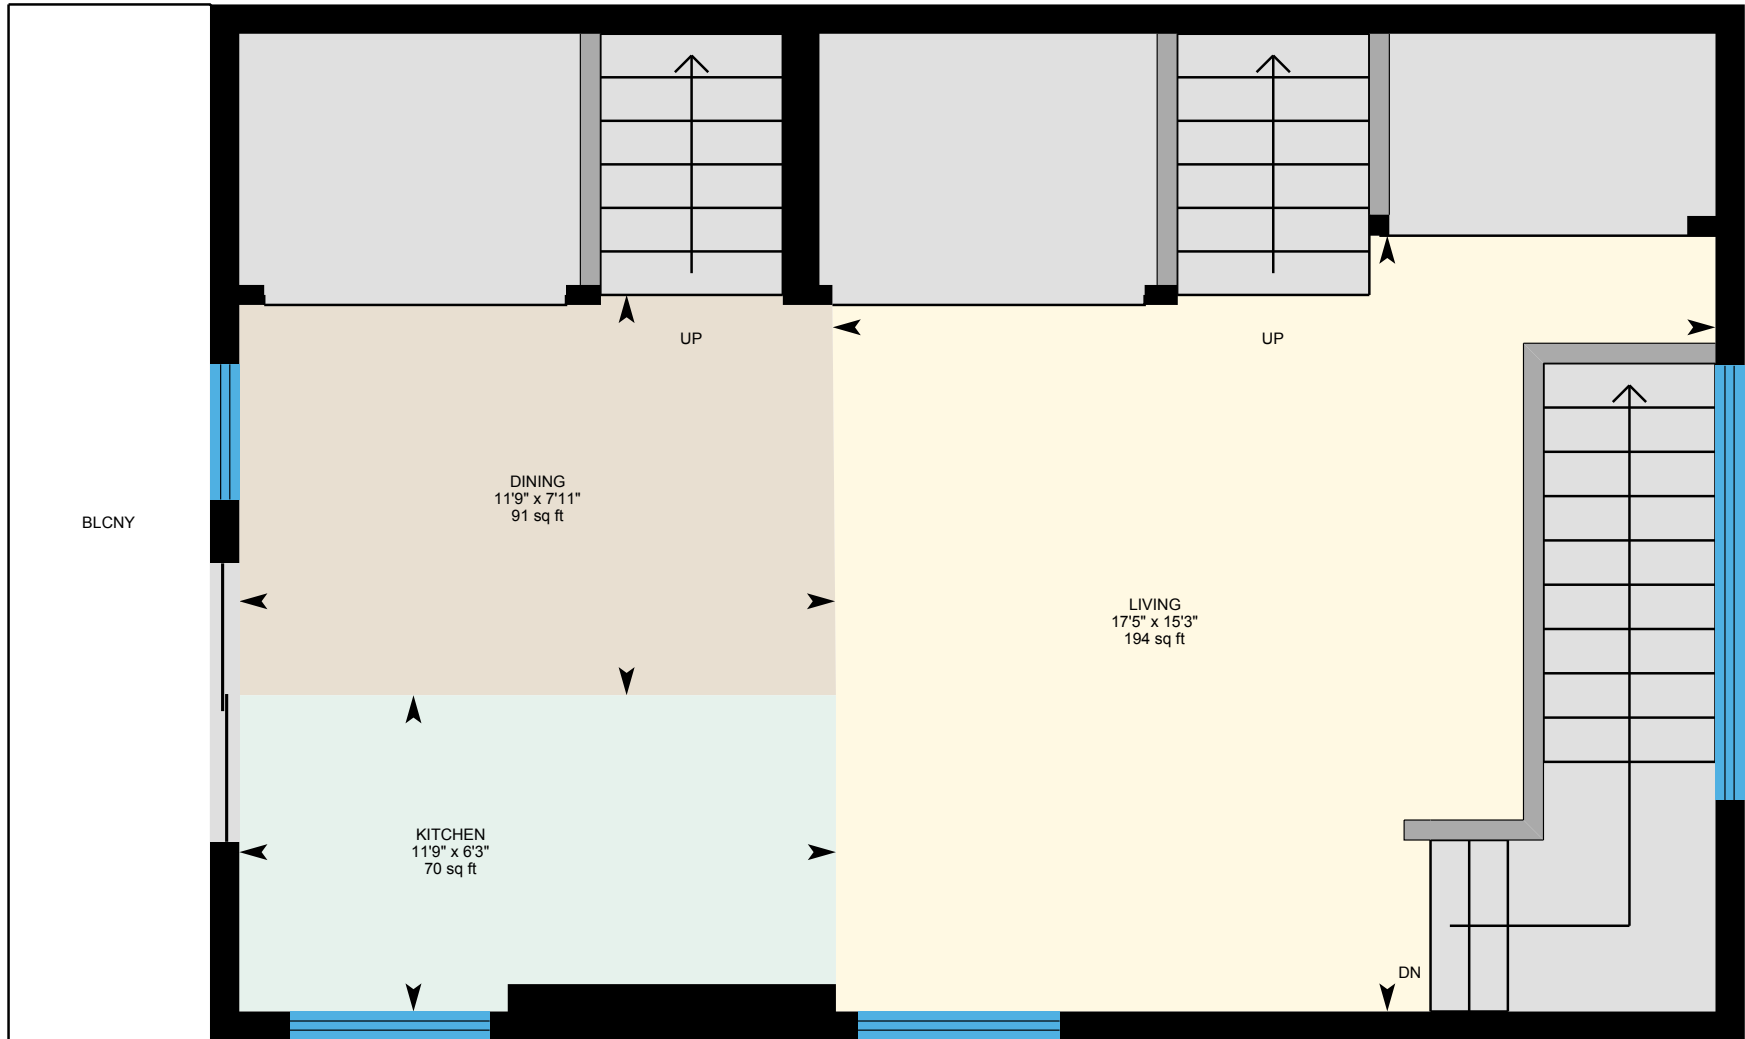 UP
UP
DINING
11'9" x 7'11"
91 sq ft
BLCNY
LIVING
17'5" x 15'3"
194 sq ft
KITCHEN
11'9" x 6'3"
70 sq ft
DN